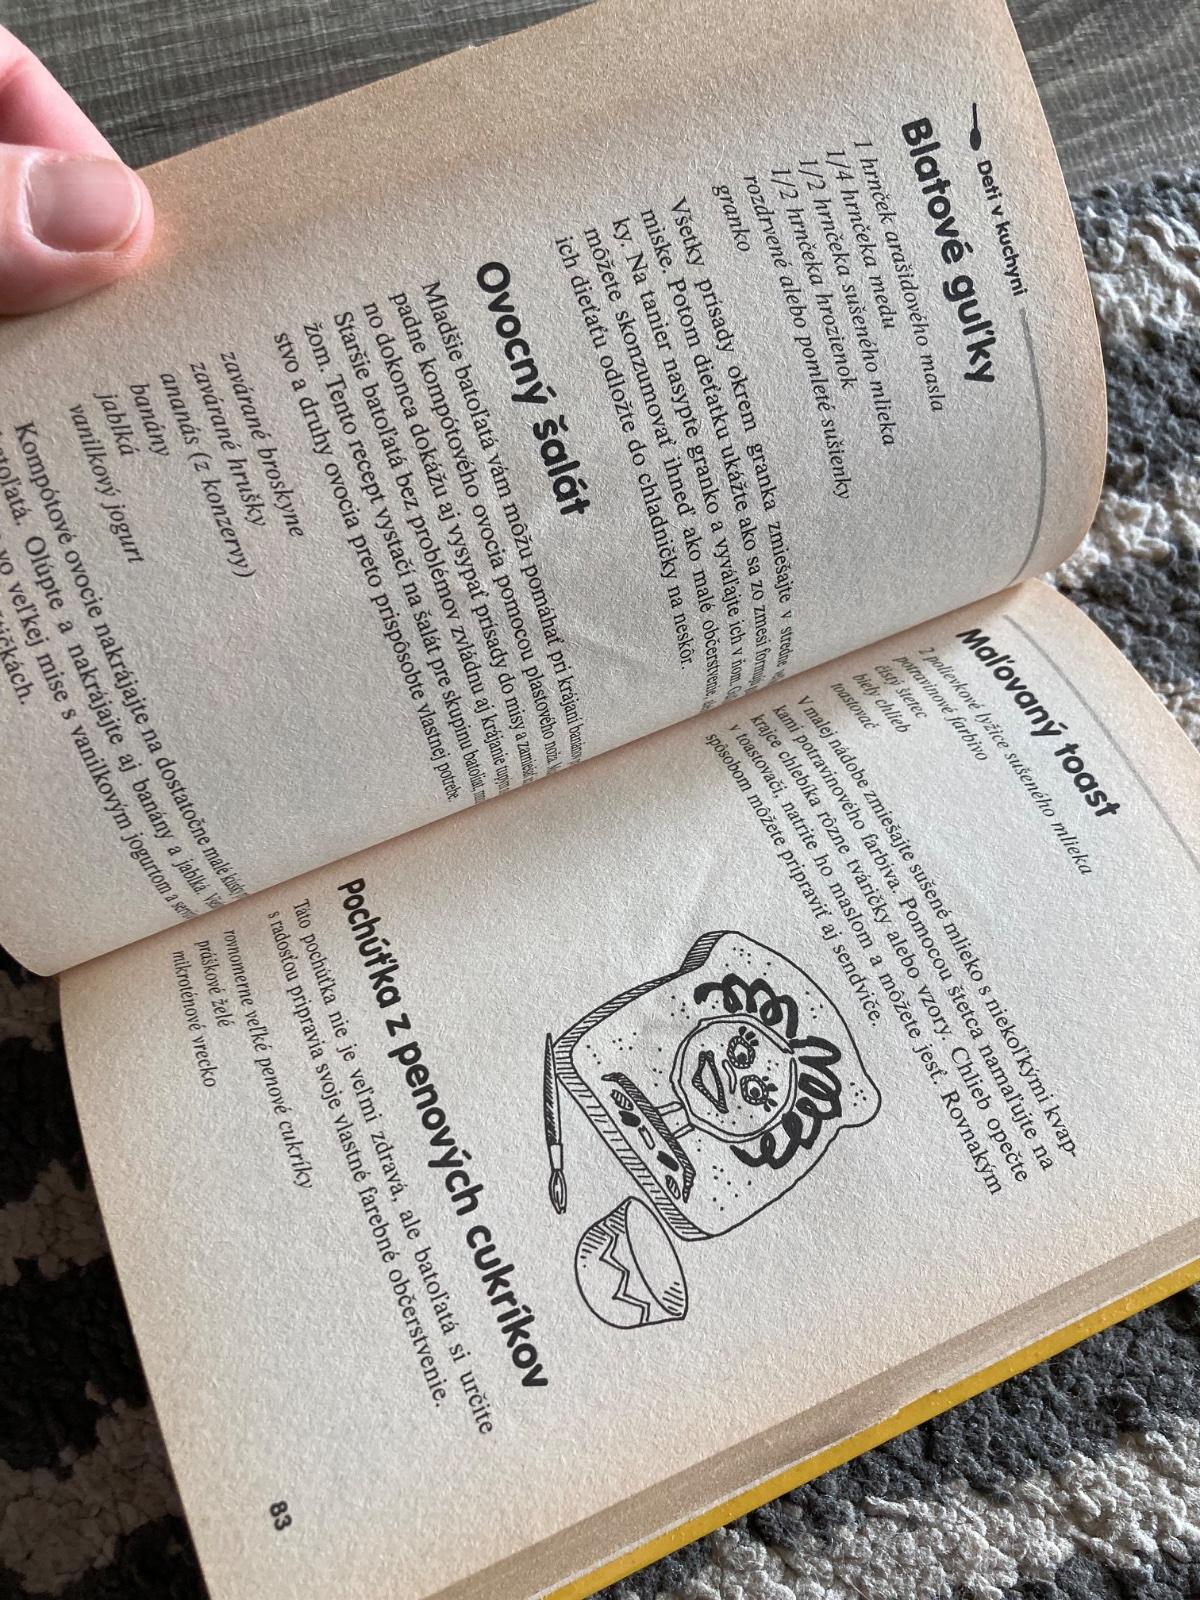 Deti v kuchyni
Blatové guľky
1 hrnček arašidového masla
1/4 hrnčeka medu
1/2 hrnčeka sušeného mlieka
1/2 hrnčeka hrozienok
rozdrvené alebo pomleté sušienky
granko
Všetky prísady okrem granka zmiešajte v stredne
miske. Potom dieťatku ukážte ako sa zo zmesi formujú
ky. Na tanier nasypte granko a vyváľajte ich v ňom.
môžete skonzumovať ihneď ako malé občerstvenie,
ich dieťaťu odložte do chladničky na neskôr.
Ovocný šalát
Mladšie batoľatá vám môžu pomáhať pri krájaní banánov
padne kompótového ovocia pomocou plastového noža.
no dokonca dokážu aj vysypať prísady do misy a zamiešať
Staršie batoľatá bez problémov zvládnu aj krájanie tupým
žom. Tento recept vystačí na šalát pre skupinu batoliat,
stvo a druhy ovocia preto prispôsobte vlastnej potrebe.
zavárané broskyne
zavárané hrušky
ananás (z konzervy)
banány
jablká
vanilkový jogurt
Kompótové ovocie nakrájajte na dostatočne malé kúsky
Olúpte a nakrájajte aj banány a jablká.
vo veľkej mise s vanilkovým jogurtom a
Maľovaný toast
2 polievkové lyžice sušeného mlieka
potravinové farbivo
čistý štetec
biely chlieb
toastovač
V malej nádobe zmiešajte sušené mlieko s niekoľkými kvap-
kami potravinového farbiva. Pomocou štetca namaľujte na
krajce chlebíka rôzne tváričky alebo vzory. Chlieb opečte
v toastovači, natrite ho maslom a môžete jesť. Rovnakým
spôsobom môžete pripraviť aj sendviče.
Pochúťka z penových cukríkov
Táto pochúťka nie je veľmi zdravá, ale batoľatá si určite
s radosťou pripravia svoje vlastné farebné občerstvenie.
rovnomerne veľké penové cukríky
práškové želé
mikroténové vrecko
83